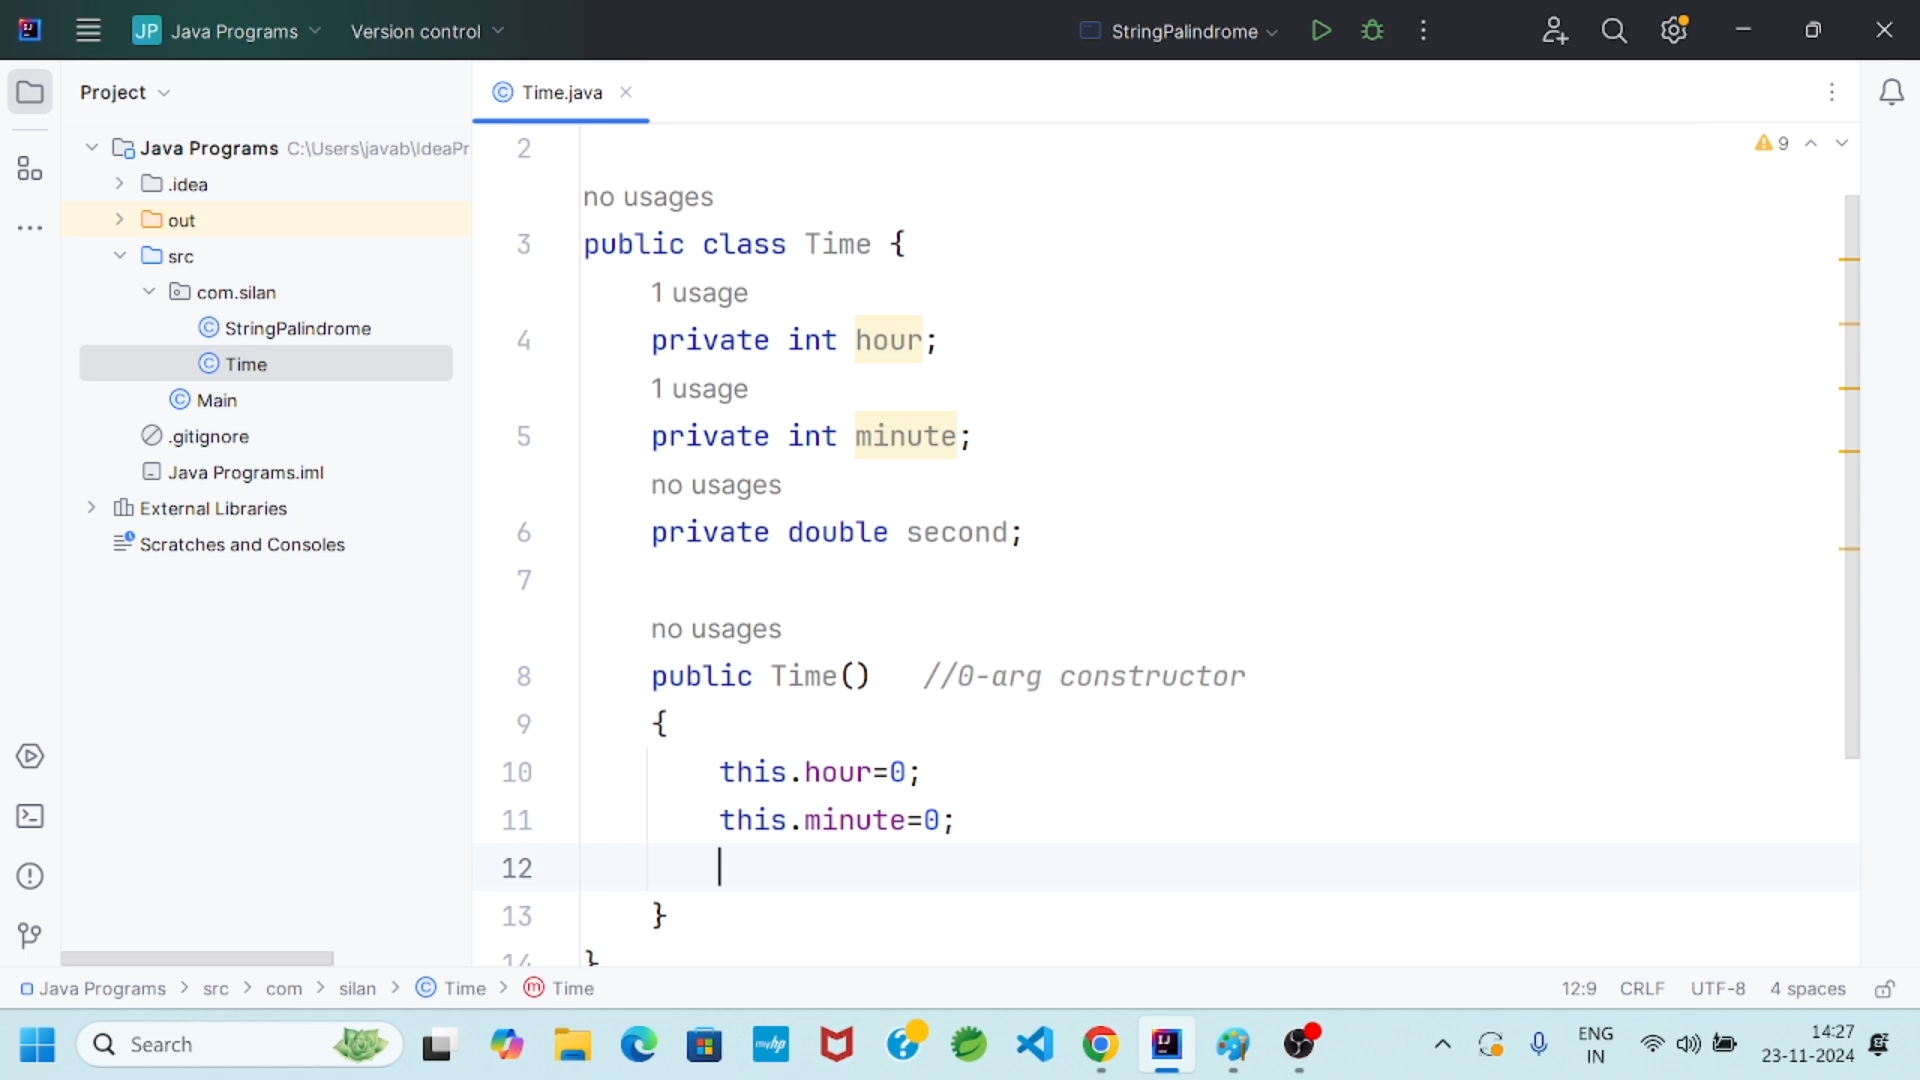 JP Java Programs
Version control
StringPalindrome
Project
Time.java
Java Programs C:\Users\javab\IdeaPr
.idea
out
src
com.silan
StringPalindrome
Time
Main
.gitignore
Java Programs.iml
External Libraries
Scratches and Consoles
9
2
no usages
3 public class Time {
1 usage
4 private int hour;
1 usage
5 private int minute;
no usages
6 private double second;
7
no usages
8 public Time() //0-arg constructor
9 {
10 this.hour=0;
11 this.minute=0;
12
13 }
14 }
Java Programs > src > com > silan > Time > Time
12:9 CRLF UTF-8 4 spaces
Search
myhp
ENG
IN
14:27
23-11-2024